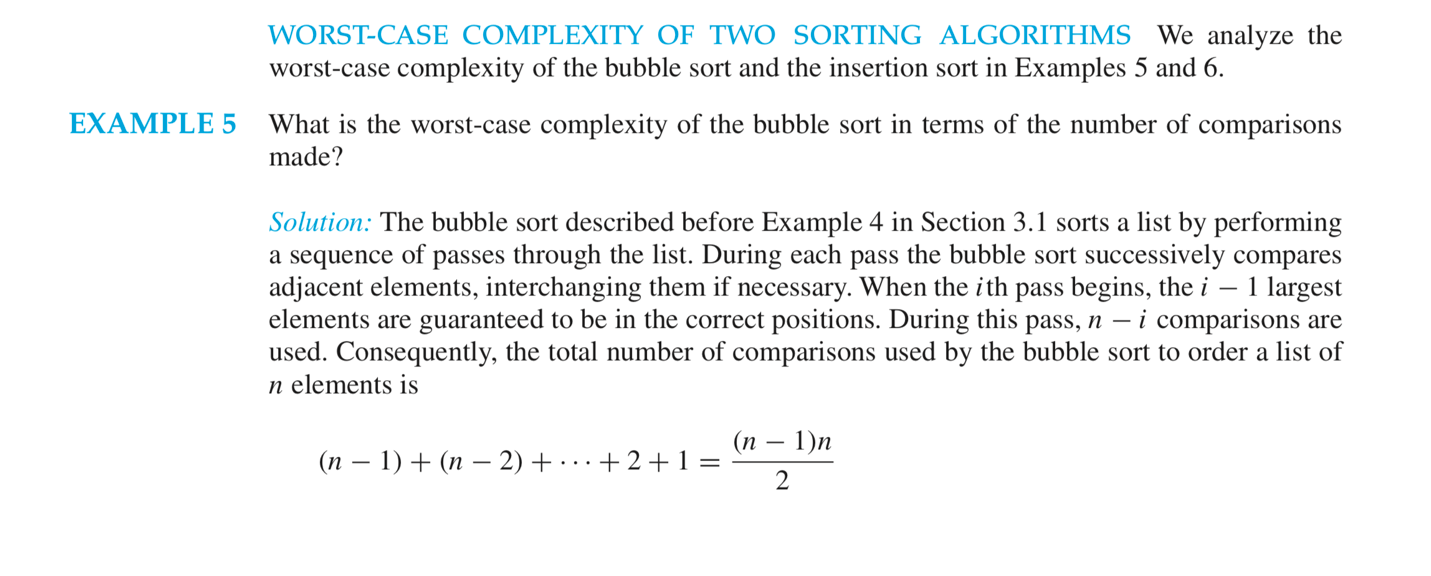 WORST-CASE COMPLEXITY OF TWO SORTING ALGORITHMS We analyze the
worst-case complexity of the bubble sort and the insertion sort in Examples 5 and 6.
EXAMPLE 5 What is the worst-case complexity of the bubble sort in terms of the number of comparisons
made?
Solution: The bubble sort described before Example 4 in Section 3.1 sorts a list by performing
a sequence of passes through the list. During each pass the bubble sort successively compares
adjacent elements, interchanging them if necessary. When the ith pass begins, the i − 1 largest
elements are guaranteed to be in the correct positions. During this pass, n − i comparisons are
used. Consequently, the total number of comparisons used by the bubble sort to order a list of
n elements is
(n − 1) + (n − 2) + · · · + 2 + 1 = (n − 1)n / 2